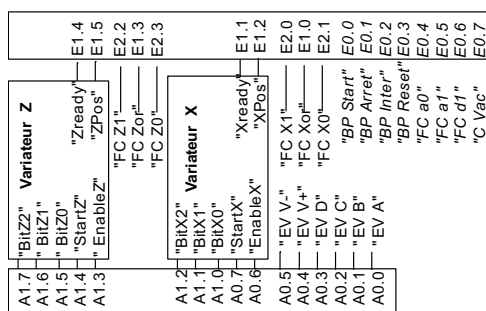 E1.4
E1.5
E2.2
E1.3
E2.3
E1.1
E1.2
E2.0
E1.0
E2.1
E0.0
E0.1
E0.2
E0.3
E0.4
E0.5
E0.6
E0.7
"Zready"
"ZPos"
"FC Z1"
"FC Zor"
"FC Z0"
"Xready"
"XPos"
"FC X1"
"FC Xor"
"FC X0"
"BP Start"
"BP Arret"
"BP Inter"
"BP Reset"
"FC a0"
"FC a1"
"FC d1"
"C Vac"
Variateur Z
Variateur X
"BitZ2"
"BitZ1"
"BitZ0"
"StartZ"
"EnableZ"
"BitX2"
"BitX1"
"BitX0"
"StartX"
"EnableX"
"EV V-"
"EV V+"
"EV D"
"EV C"
"EV B"
"EV A"
A1.7
A1.6
A1.5
A1.4
A1.3
A1.2
A1.1
A1.0
A0.7
A0.6
A0.5
A0.4
A0.3
A0.2
A0.1
A0.0